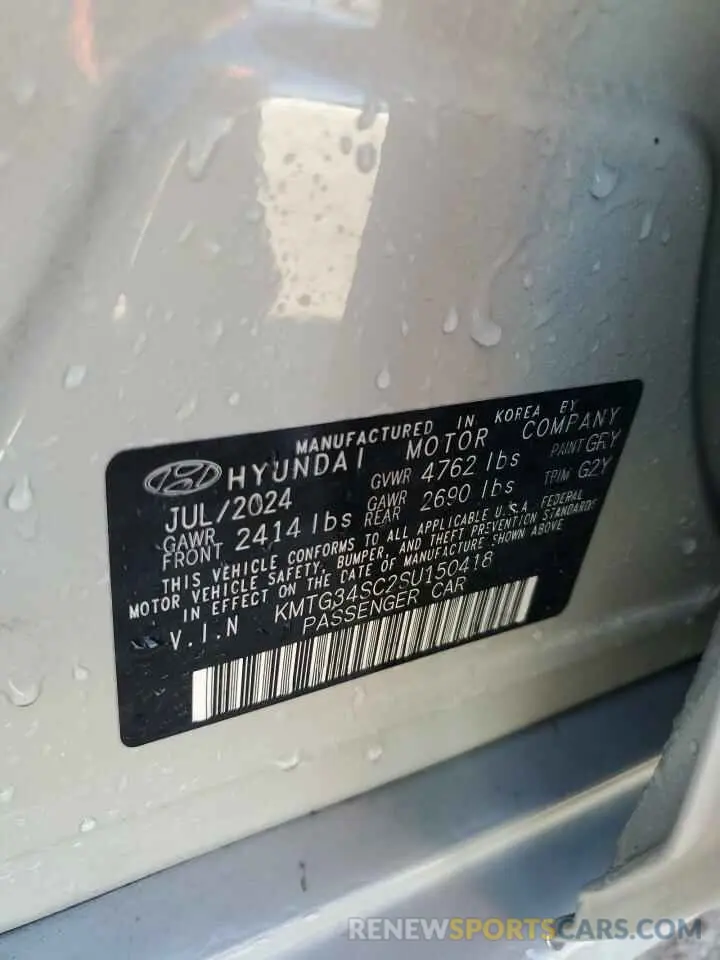 MANUFACTURED IN KOREA BY
HYUNDAI MOTOR COMPANY
JUL/2024 GVWR 4762 lbs PAINT GFY
GAWR FRONT 2414 lbs GAWR REAR 2690 lbs TRIM G2Y
THIS VEHICLE CONFORMS TO ALL APPLICABLE U.S.A. FEDERAL
MOTOR VEHICLE SAFETY, BUMPER, AND THEFT PREVENTION STANDARDS
IN EFFECT ON THE DATE OF MANUFACTURE SHOWN ABOVE
V.I.N KMTG34SC2SU150418
PASSENGER CAR
RENEWSPORTSCARS.COM